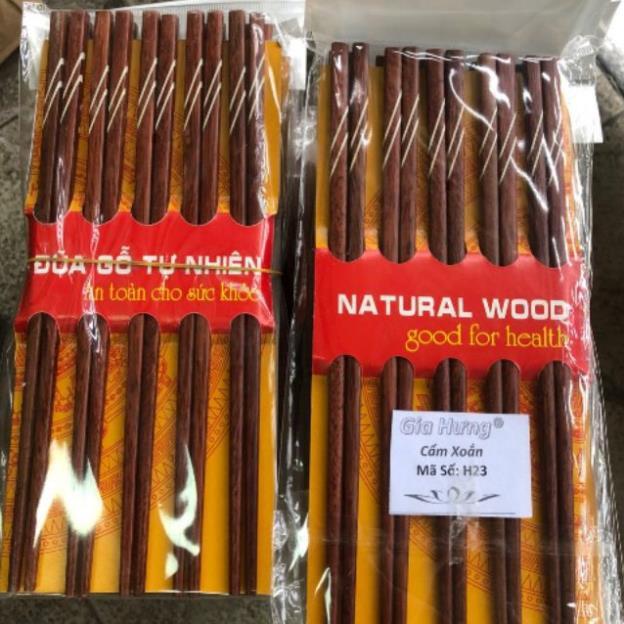 ĐŨA GỖ TỰ NHIÊN
An toàn cho sức khỏe
NATURAL WOOD
good for health
Gia Hưng®
Cẩm Xoắn
Mã Số: H23